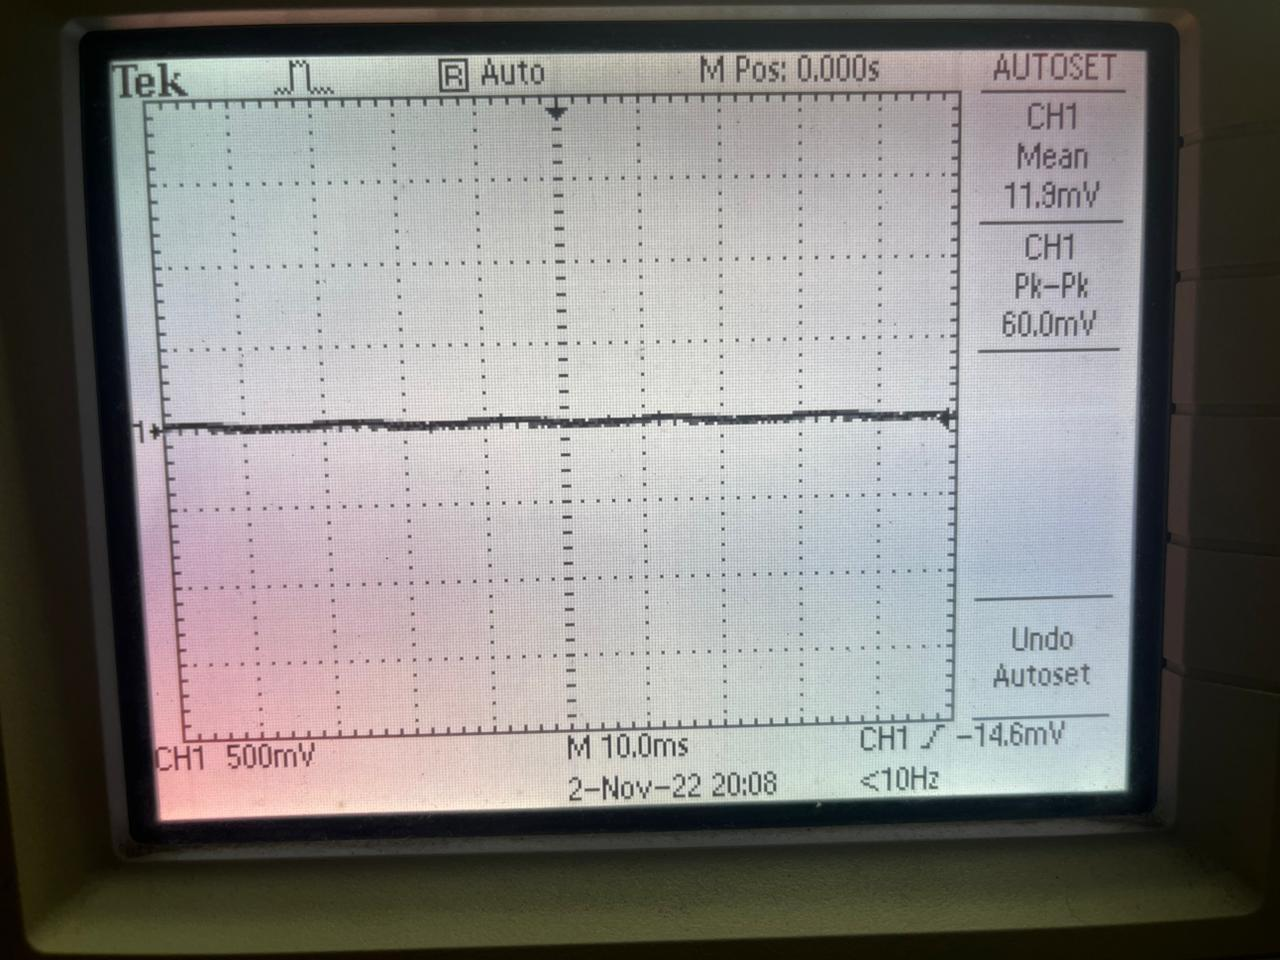 Tek R Auto M Pos: 0.000s AUTOSET
CH1
Mean
11.9mV
CH1
Pk-Pk
60.0mV
1
Undo
Autoset
CH1 500mV M 10.0ms CH1 -14.6mV
2-Nov-22 20:08 <10Hz